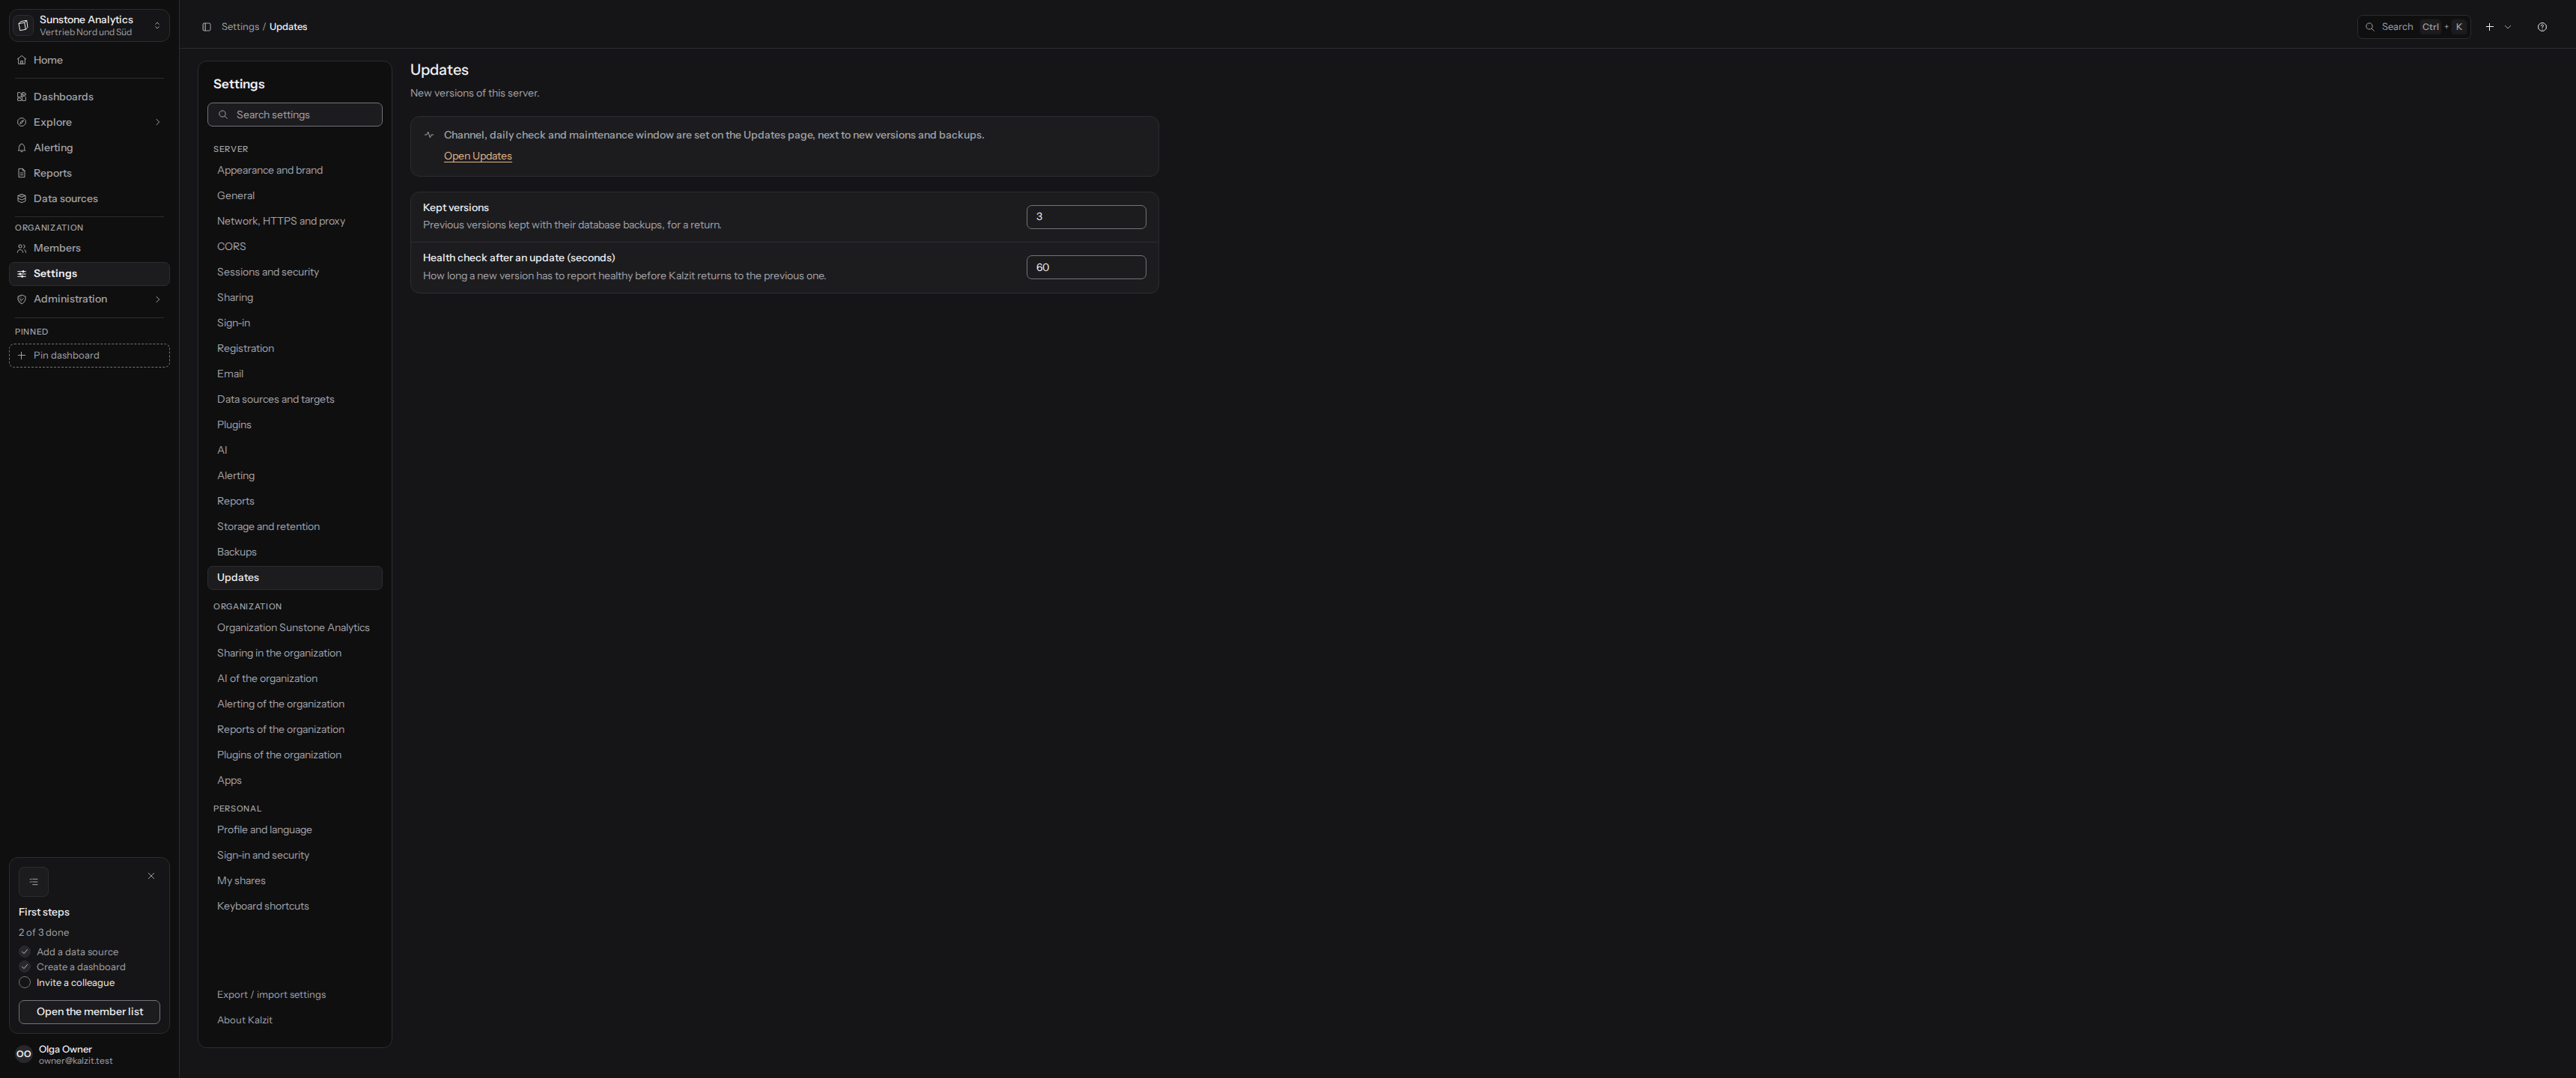 Sunstone Analytics
Vertrieb Nord und Süd
Home
Dashboards
Explore
Alerting
Reports
Data sources
ORGANIZATION
Members
Settings
Administration
PINNED
Pin dashboard
First steps
2 of 3 done
Add a data source
Create a dashboard
Invite a colleague
Open the member list
OO
Olga Owner
owner@kalzit.test
Settings / Updates
Search Ctrl + K
Settings
Search settings
SERVER
Appearance and brand
General
Network, HTTPS and proxy
CORS
Sessions and security
Sharing
Sign-in
Registration
Email
Data sources and targets
Plugins
AI
Alerting
Reports
Storage and retention
Backups
Updates
ORGANIZATION
Organization Sunstone Analytics
Sharing in the organization
AI of the organization
Alerting of the organization
Reports of the organization
Plugins of the organization
Apps
PERSONAL
Profile and language
Sign-in and security
My shares
Keyboard shortcuts
Export / import settings
About Kalzit
Updates
New versions of this server.
Channel, daily check and maintenance window are set on the Updates page, next to new versions and backups.
Open Updates
Kept versions
Previous versions kept with their database backups, for a return.
3
Health check after an update (seconds)
How long a new version has to report healthy before Kalzit returns to the previous one.
60